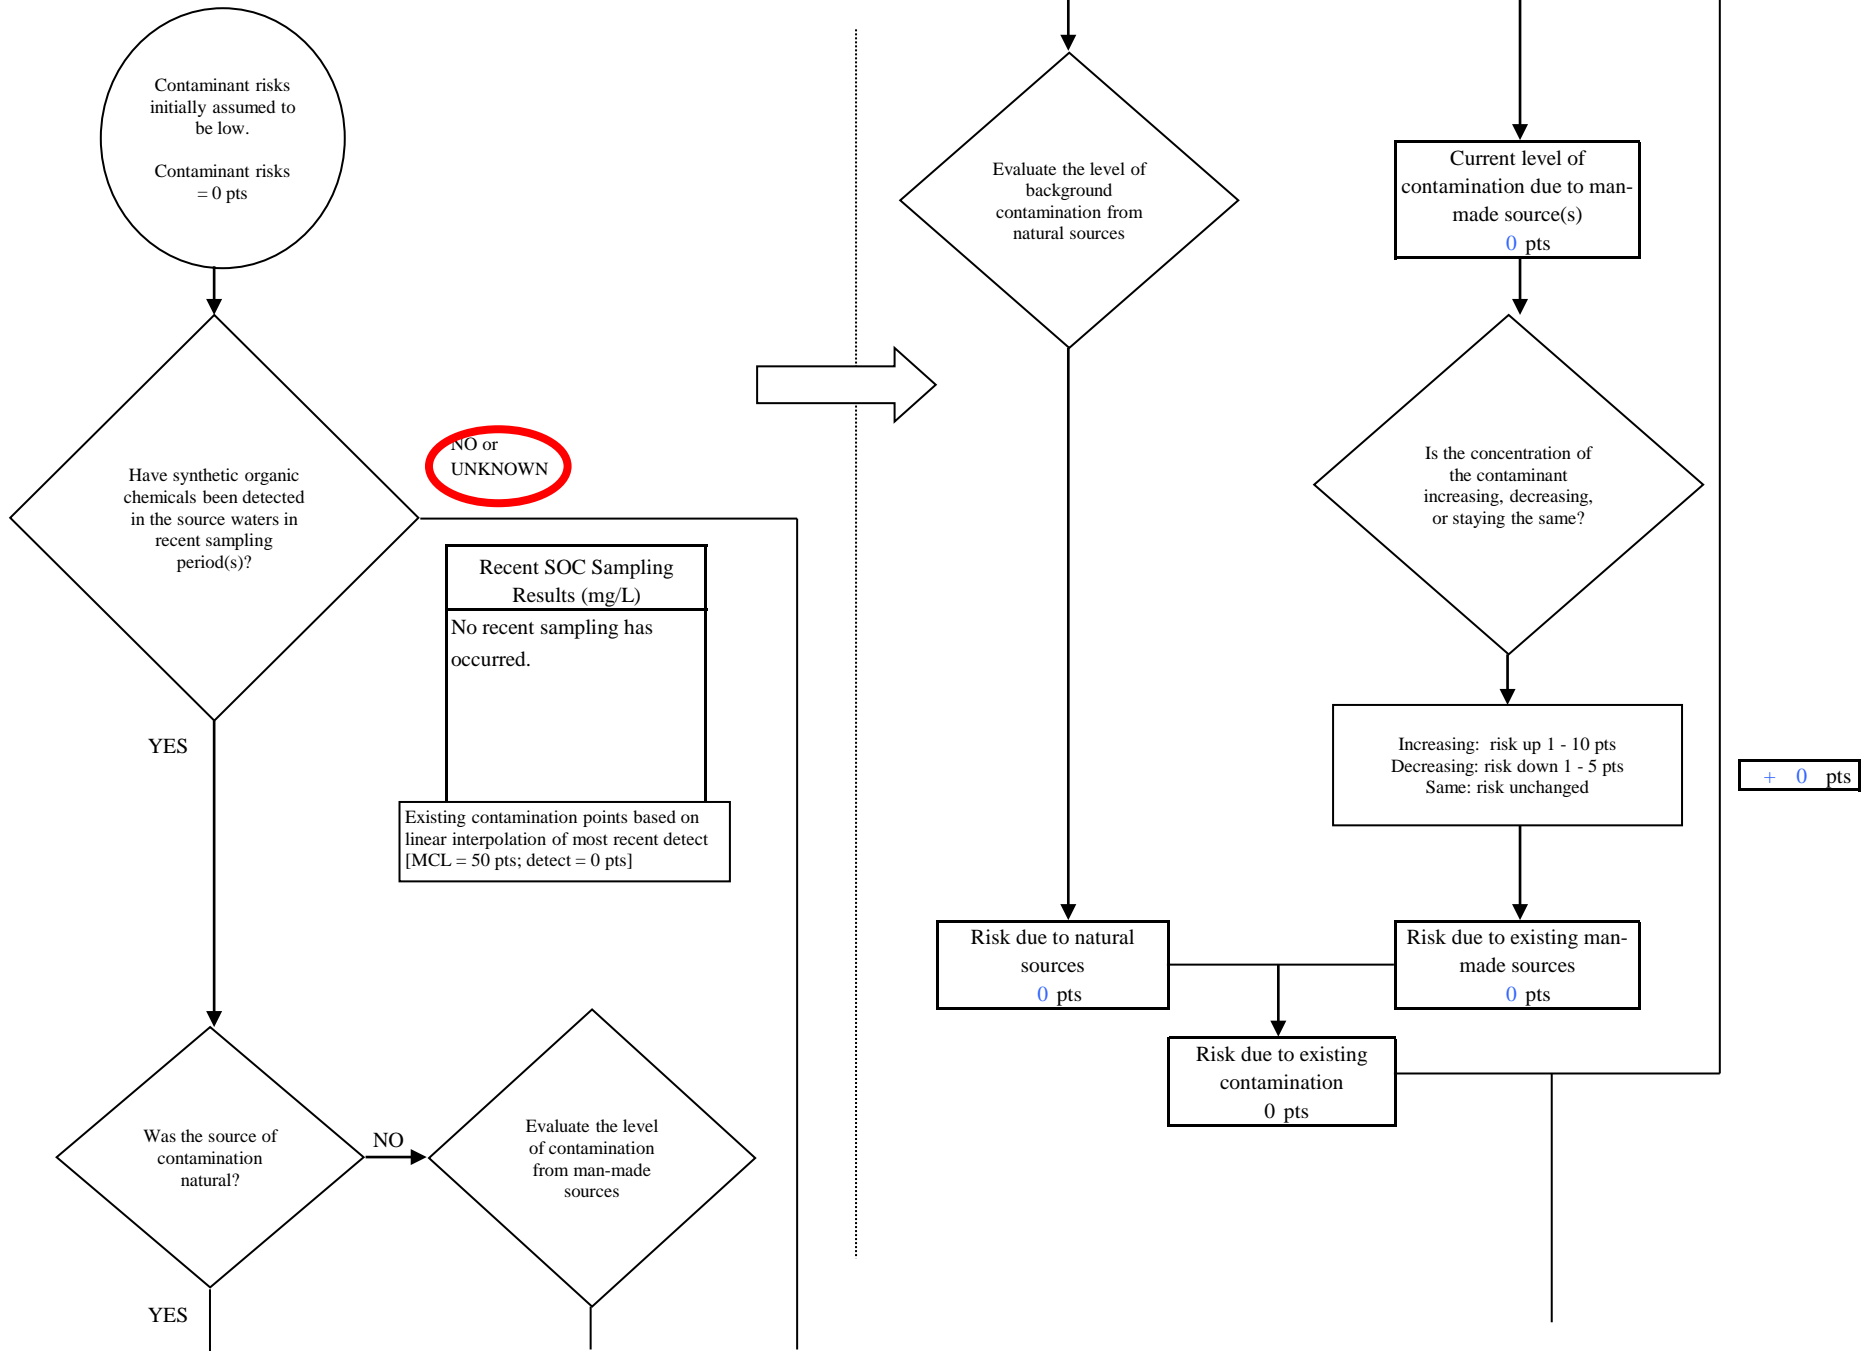 Contaminant risks
initially assumed to
be low.
Contaminant risks
= 0 pts
Have synthetic organic
chemicals been detected
in the source waters in
recent sampling
period(s)?
NO or
UNKNOWN
Recent SOC Sampling
Results (mg/L)
No recent sampling has
occurred.
Existing contamination points based on
linear interpolation of most recent detect
[MCL = 50 pts; detect = 0 pts]
YES
Was the source of
contamination
natural?
NO
Evaluate the level
of contamination
from man-made
sources
YES
Evaluate the level of
background
contamination from
natural sources
Current level of
contamination due to man-
made source(s)
0 pts
Is the concentration of
the contaminant
increasing, decreasing,
or staying the same?
Increasing: risk up 1 - 10 pts
Decreasing: risk down 1 - 5 pts
Same: risk unchanged
+ 0 pts
Risk due to natural
sources
0 pts
Risk due to existing man-
made sources
0 pts
Risk due to existing
contamination
0 pts